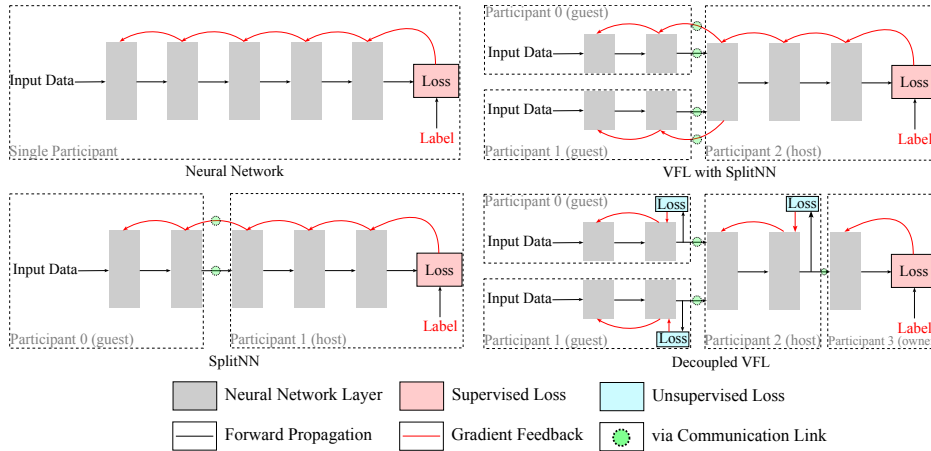 Input Data
Loss
Label
Single Participant
Neural Network
Participant 0 (guest)
Input Data
Input Data
Loss
Label
Participant 1 (guest)
Participant 2 (host)
VFL with SplitNN
Input Data
Loss
Label
Participant 0 (guest)
Participant 1 (host)
SplitNN
Participant 0 (guest)
Loss
Loss
Input Data
Input Data
Loss
Loss
Label
Participant 1 (guest)
Participant 2 (host)
Participant 3 (owner
Decoupled VFL
Neural Network Layer
Supervised Loss
Unsupervised Loss
Forward Propagation
Gradient Feedback
via Communication Link